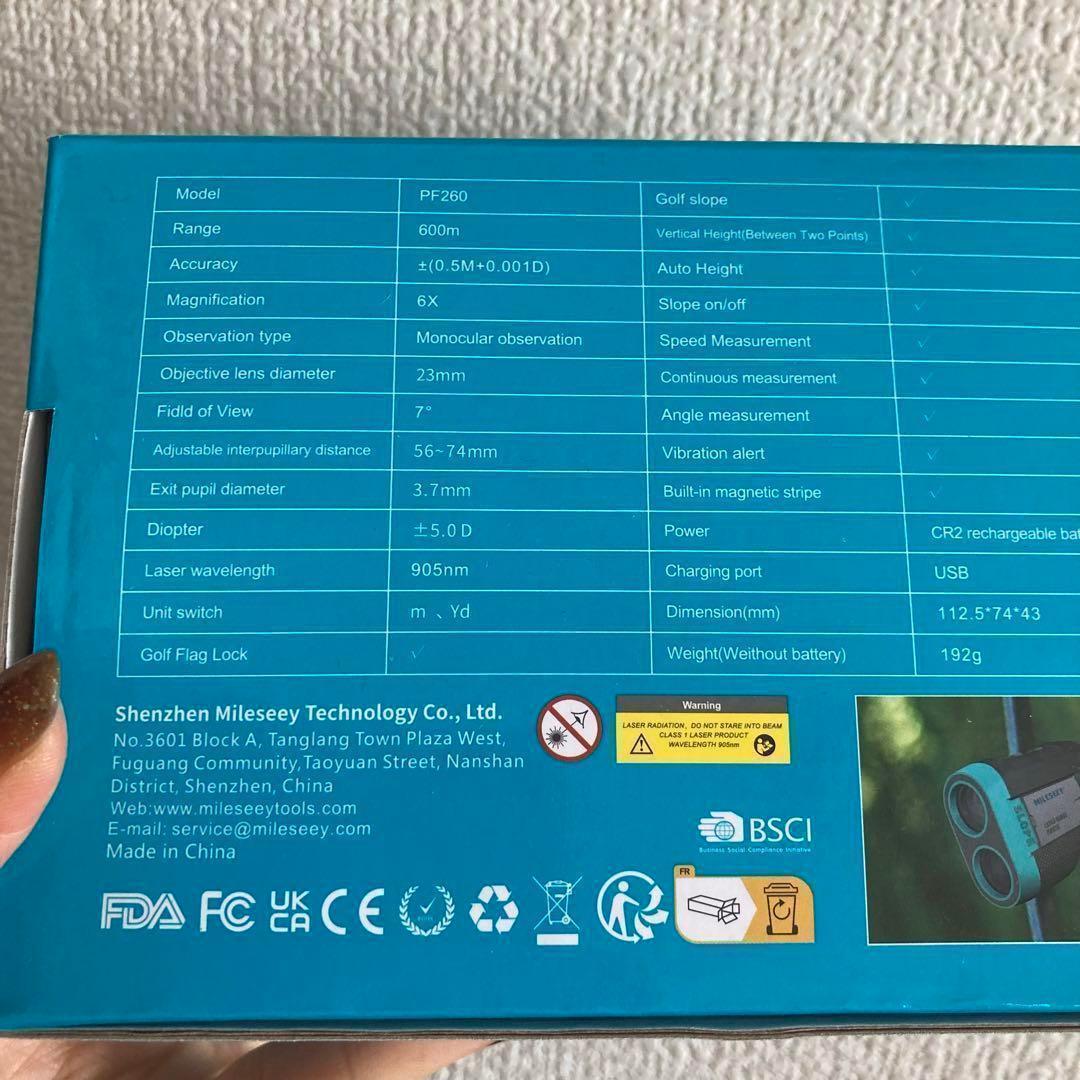 Model PF260 Golf slope ✓
Range 600m Vertical Height(Between Two Points) ✓
Accuracy ±(0.5M+0.001D) Auto Height ✓
Magnification 6X Slope on/off ✓
Observation type Monocular observation Speed Measurement ✓
Objective lens diameter 23mm Continuous measurement ✓
Fidld of View 7° Angle measurement ✓
Adjustable interpupillary distance 56~74mm Vibration alert ✓
Exit pupil diameter 3.7mm Built-in magnetic stripe ✓
Diopter ±5.0 D Power CR2 rechargeable bat
Laser wavelength 905nm Charging port USB
Unit switch m 、Yd Dimension(mm) 112.5*74*43
Golf Flag Lock ✓ Weight(Weithout battery) 192g
Shenzhen Mileseey Technology Co., Ltd.
No.3601 Block A, Tanglang Town Plaza West,
Fuguang Community,Taoyuan Street, Nanshan
District, Shenzhen, China
Web:www.mileseeytools.com
E-mail: service@mileseey.com
Made in China
Warning
LASER RADIATION, DO NOT STARE INTO BEAM
CLASS 1 LASER PRODUCT
WAVELENGTH 905nm
BSCI
Business Social Compliance Initiative
MILESEEY
SLOPE
FDA FC UK CA CE
FR